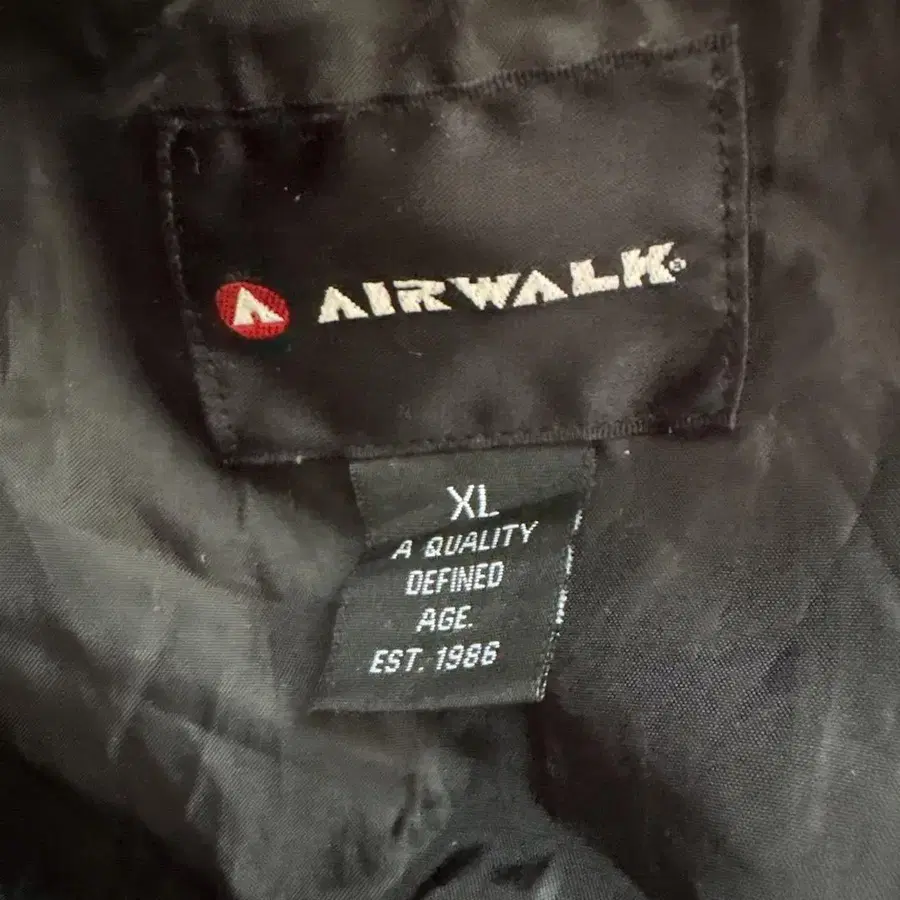 AIRWALK®
XL
A QUALITY
DEFINED
AGE.
EST. 1986